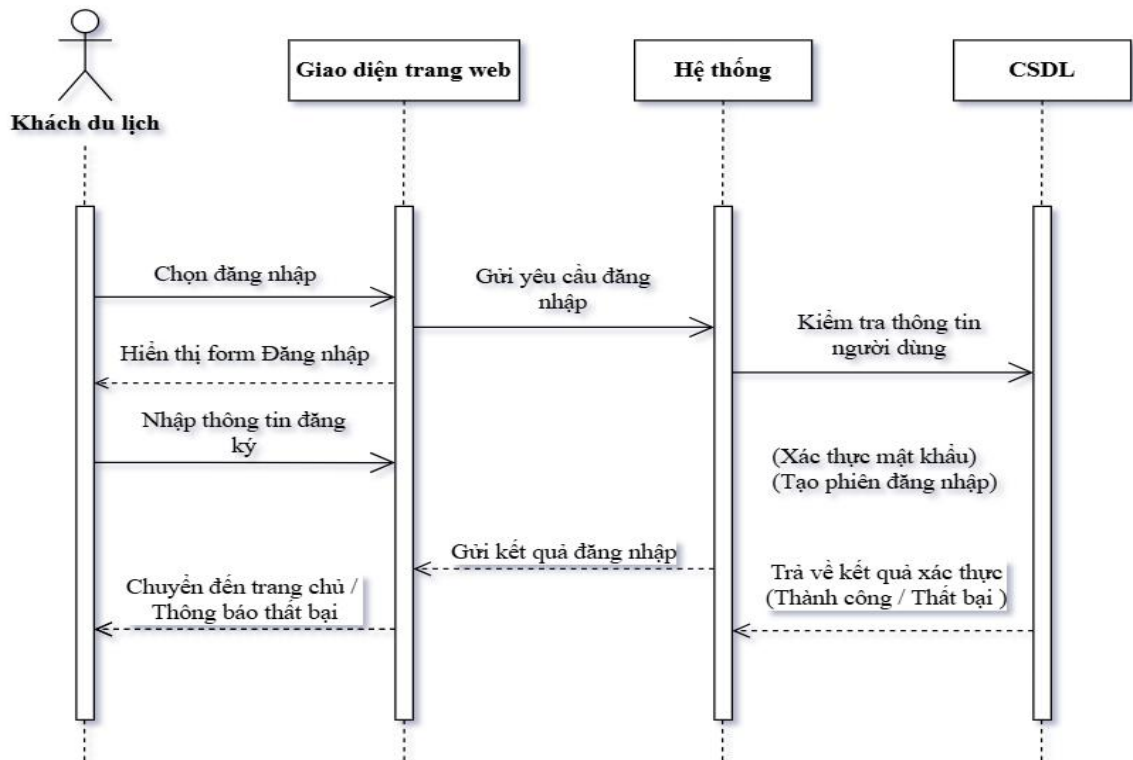 Giao diện trang web
Hệ thống
CSDL
Khách du lịch
Chọn đăng nhập
Gửi yêu cầu đăng
nhập
Kiểm tra thông tin
người dùng
Hiển thị form Đăng nhập
Nhập thông tin đăng
ký
(Xác thực mật khẩu)
(Tạo phiên đăng nhập)
Gửi kết quả đăng nhập
Trả về kết quả xác thực
(Thành công / Thất bại )
Chuyển đến trang chủ /
Thông báo thất bại